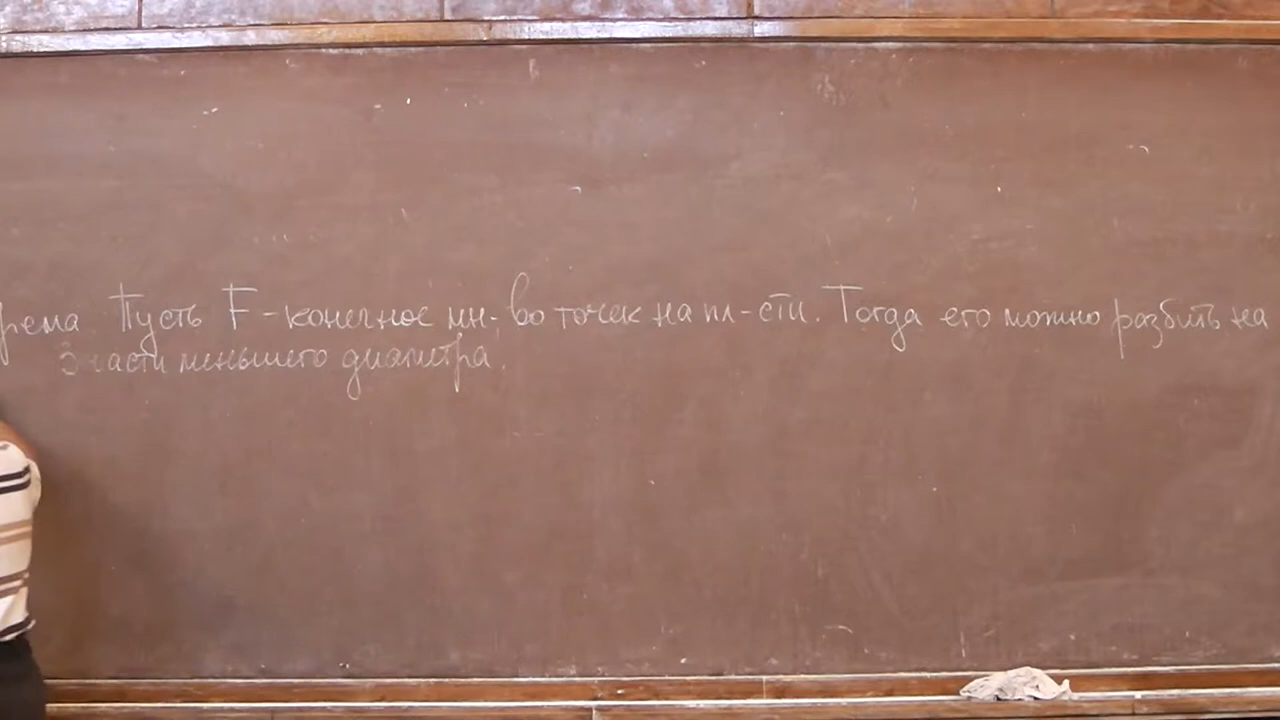 рема Пусть F - конечное мн-во точек на пл-сти. Тогда его можно разбить на
3 части меньшего диаметра.